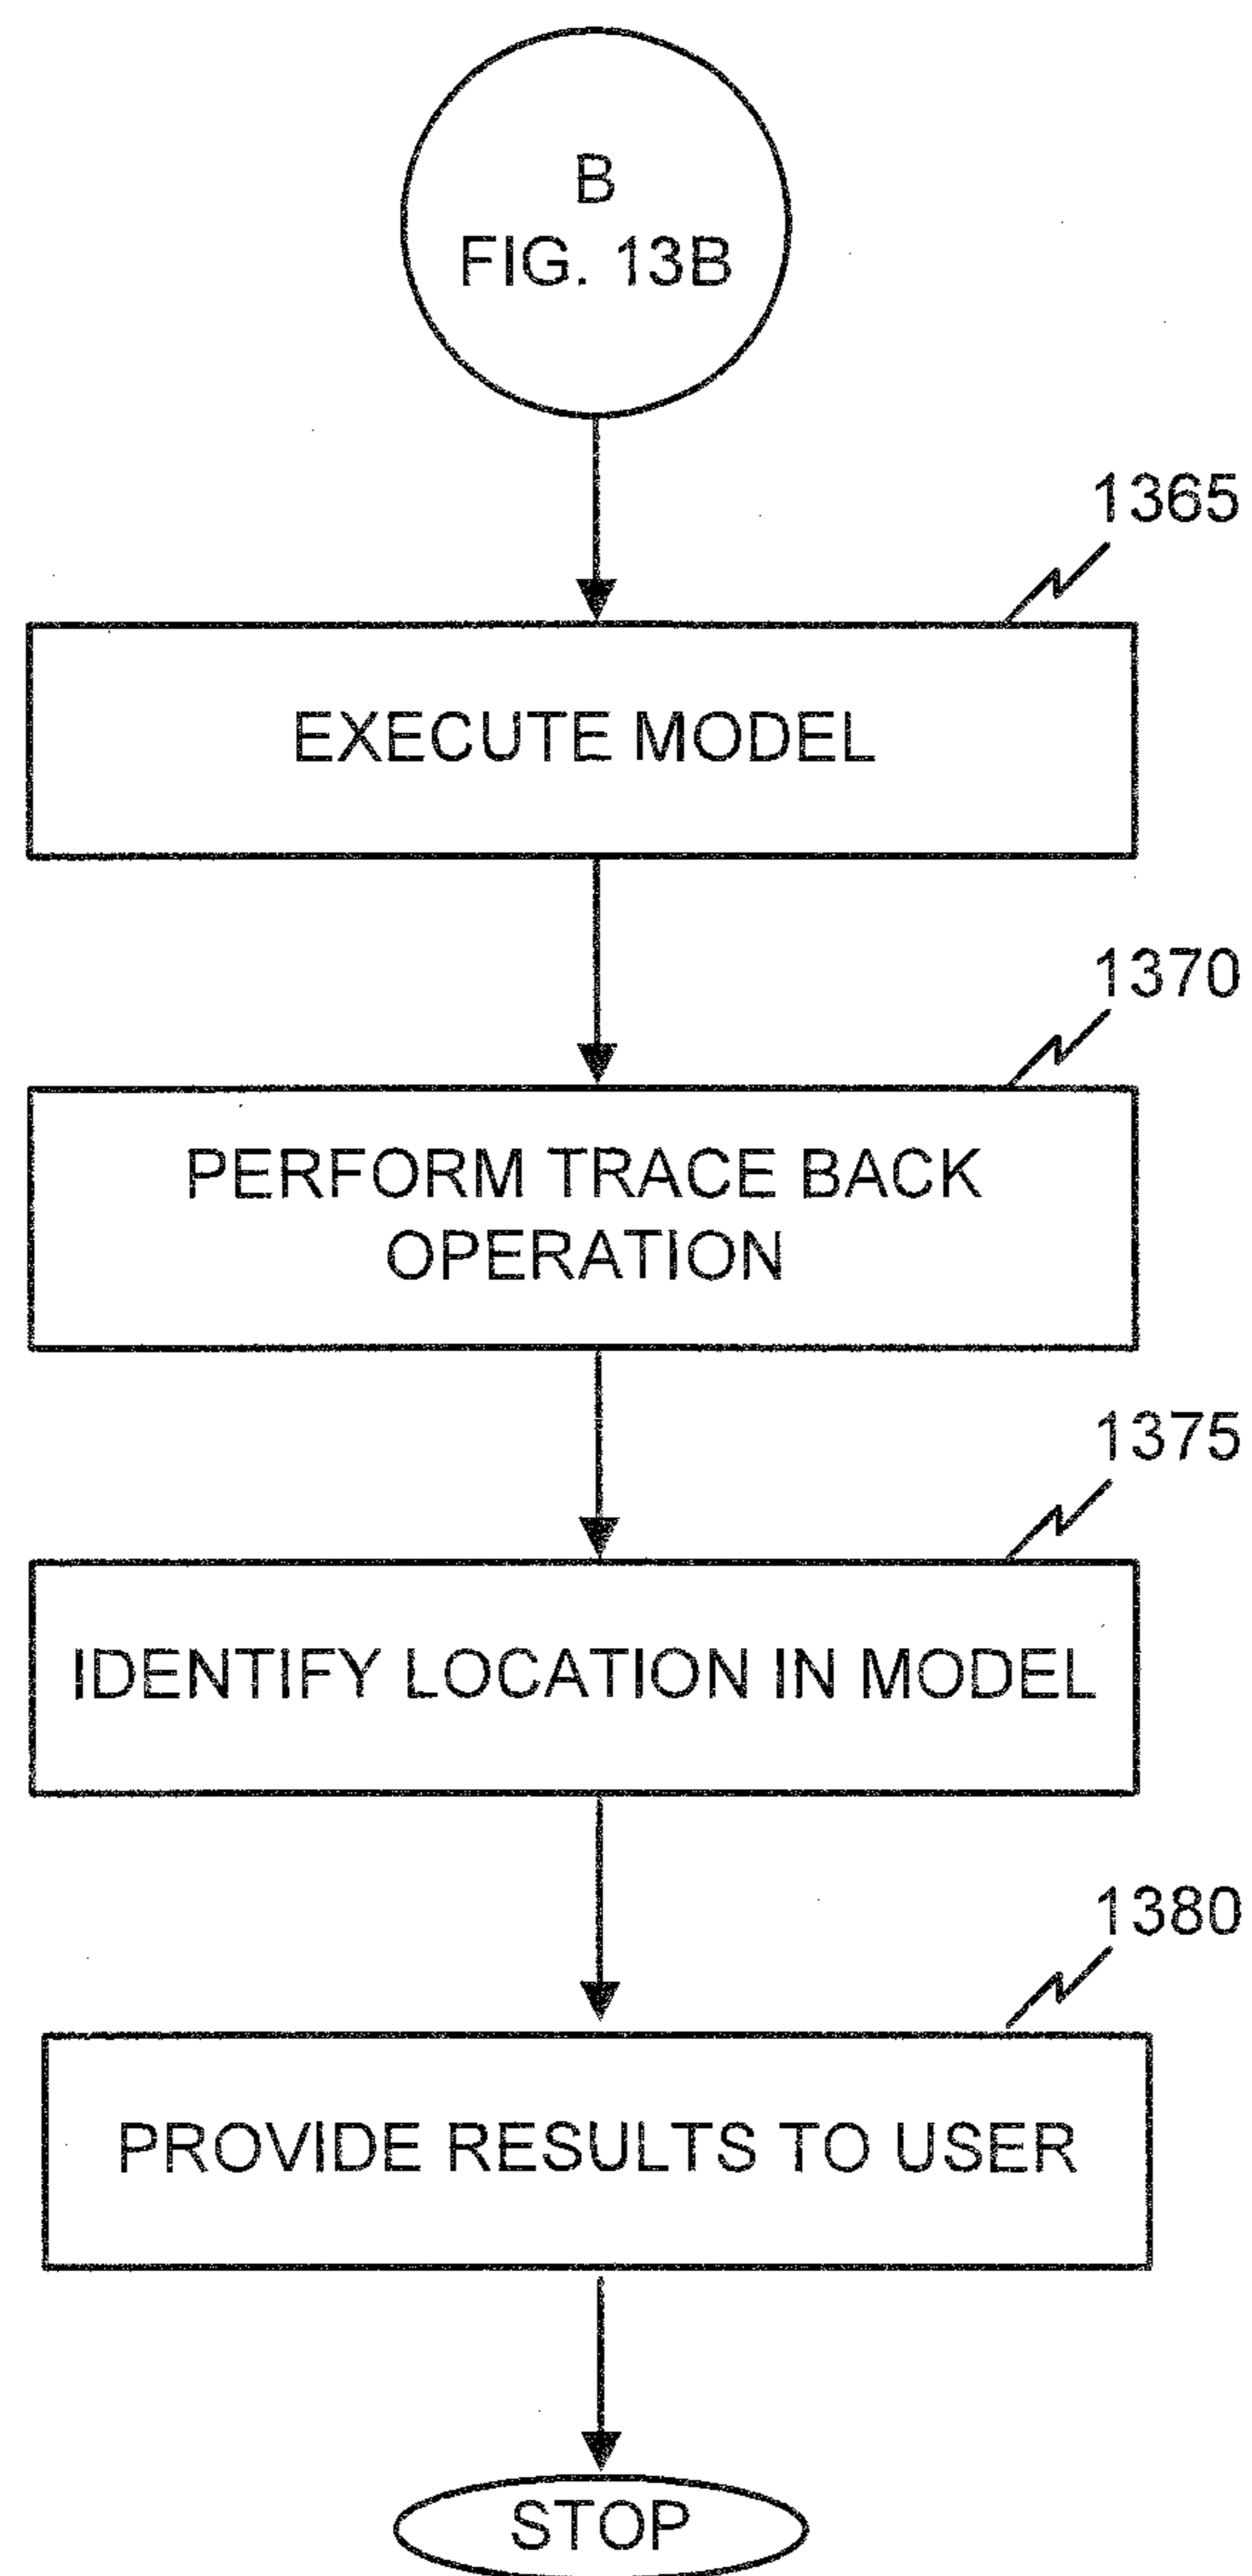 B
FIG. 13B
1365
EXECUTE MODEL
1370
PERFORM TRACE BACK
OPERATION
1375
IDENTIFY LOCATION IN MODEL
1380
PROVIDE RESULTS TO USER
STOP